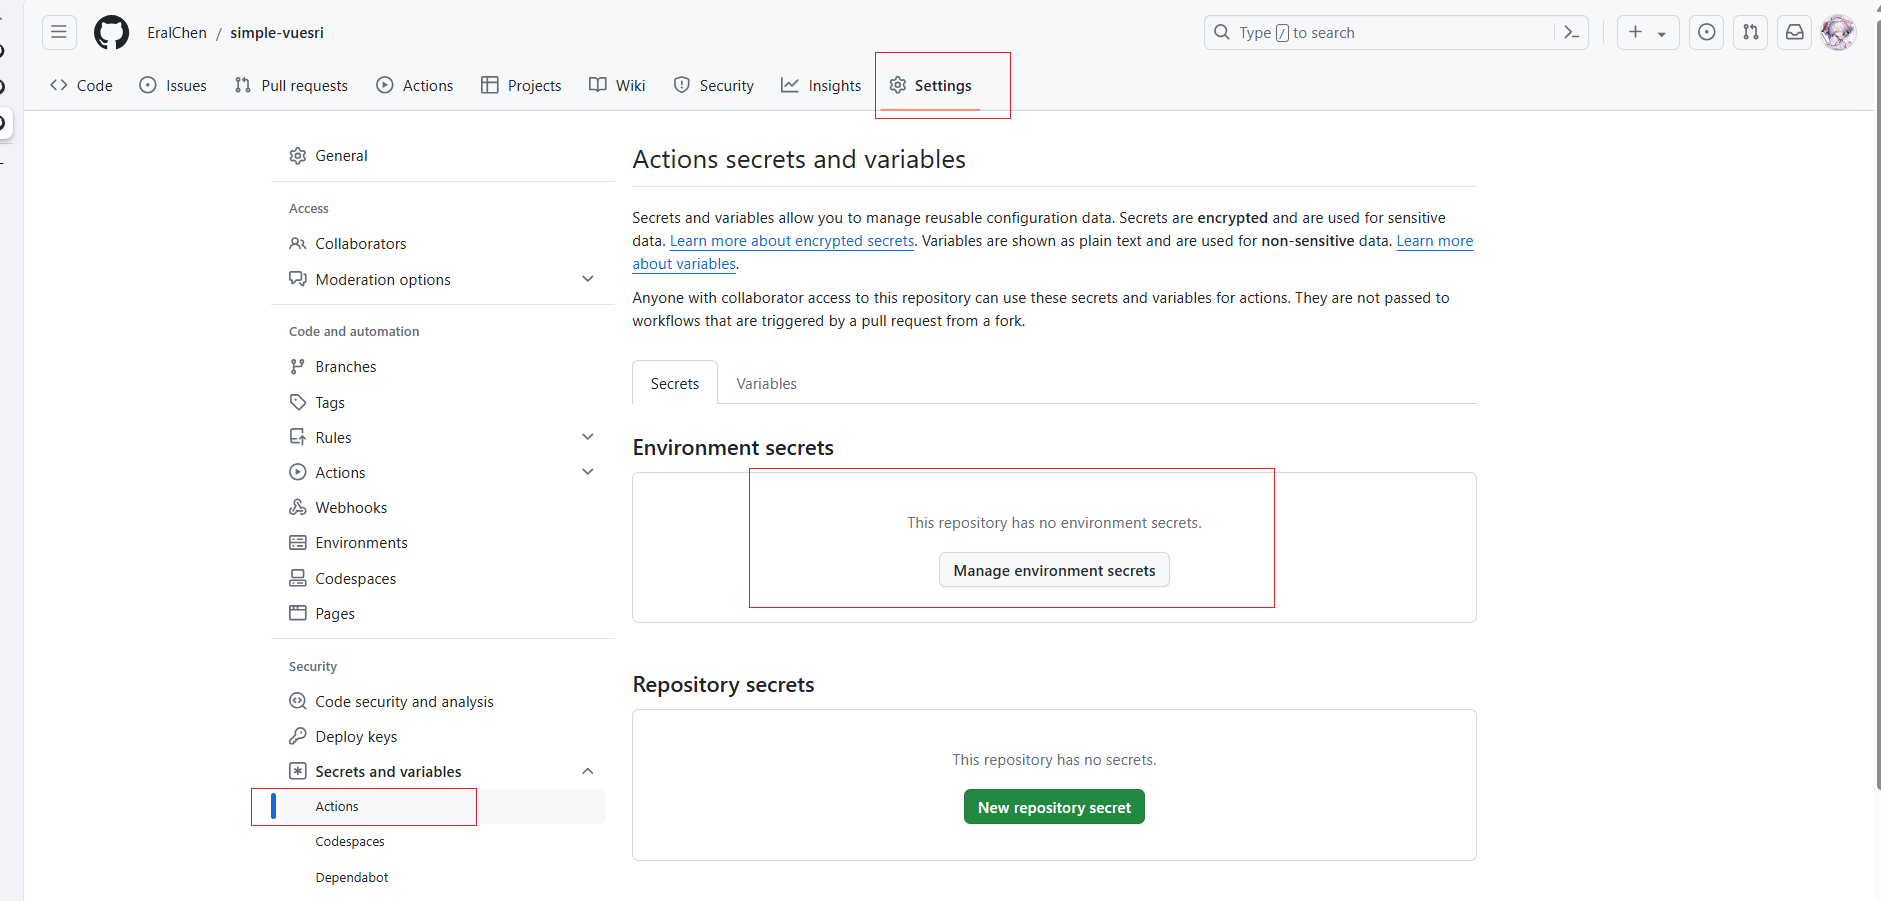 EralChen / simple-vuesri
Type / to search
Code Issues Pull requests Actions Projects Wiki Security Insights Settings
General
Access
Collaborators
Moderation options
Code and automation
Branches
Tags
Rules
Actions
Webhooks
Environments
Codespaces
Pages
Security
Code security and analysis
Deploy keys
Secrets and variables
Actions
Codespaces
Dependabot
Actions secrets and variables
Secrets and variables allow you to manage reusable configuration data. Secrets are encrypted and are used for sensitive
data. Learn more about encrypted secrets. Variables are shown as plain text and are used for non-sensitive data. Learn more
about variables.
Anyone with collaborator access to this repository can use these secrets and variables for actions. They are not passed to
workflows that are triggered by a pull request from a fork.
Secrets Variables
Environment secrets
This repository has no environment secrets.
Manage environment secrets
Repository secrets
This repository has no secrets.
New repository secret